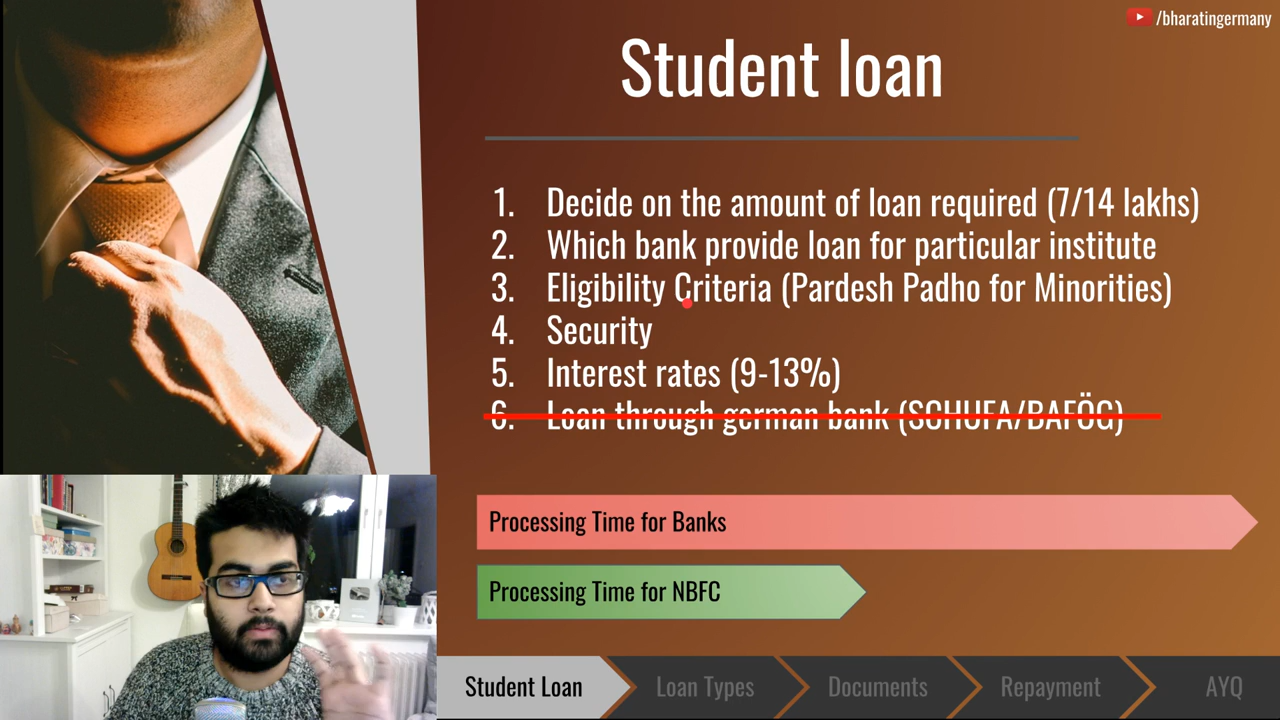 /bharatingermany
Student loan
1. Decide on the amount of loan required (7/14 lakhs)
2. Which bank provide loan for particular institute
3. Eligibility Criteria (Pardesh Padho for Minorities)
4. Security
5. Interest rates (9-13%)
6. Loan through german bank (SCHUFA/BAFÖG)
Processing Time for Banks
Processing Time for NBFC
Student Loan
Loan Types
Documents
Repayment
AYQ